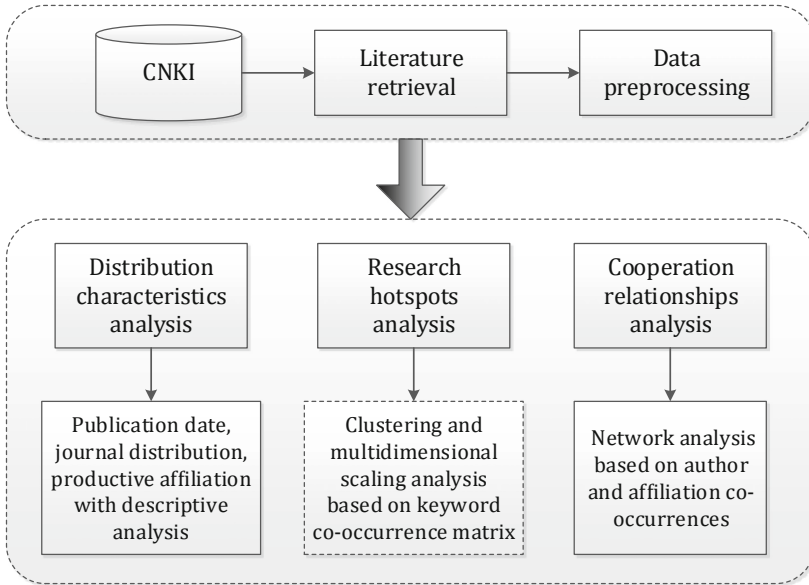 CNKI
Literature
retrieval
Data
preprocessing
Distribution
characteristics
analysis
Research
hotspots
analysis
Cooperation
relationships
analysis
Publication date,
journal distribution,
productive affiliation
with descriptive
analysis
Clustering and
multidimensional
scaling analysis
based on keyword
co-occurrence matrix
Network analysis
based on author
and affiliation co-
occurrences